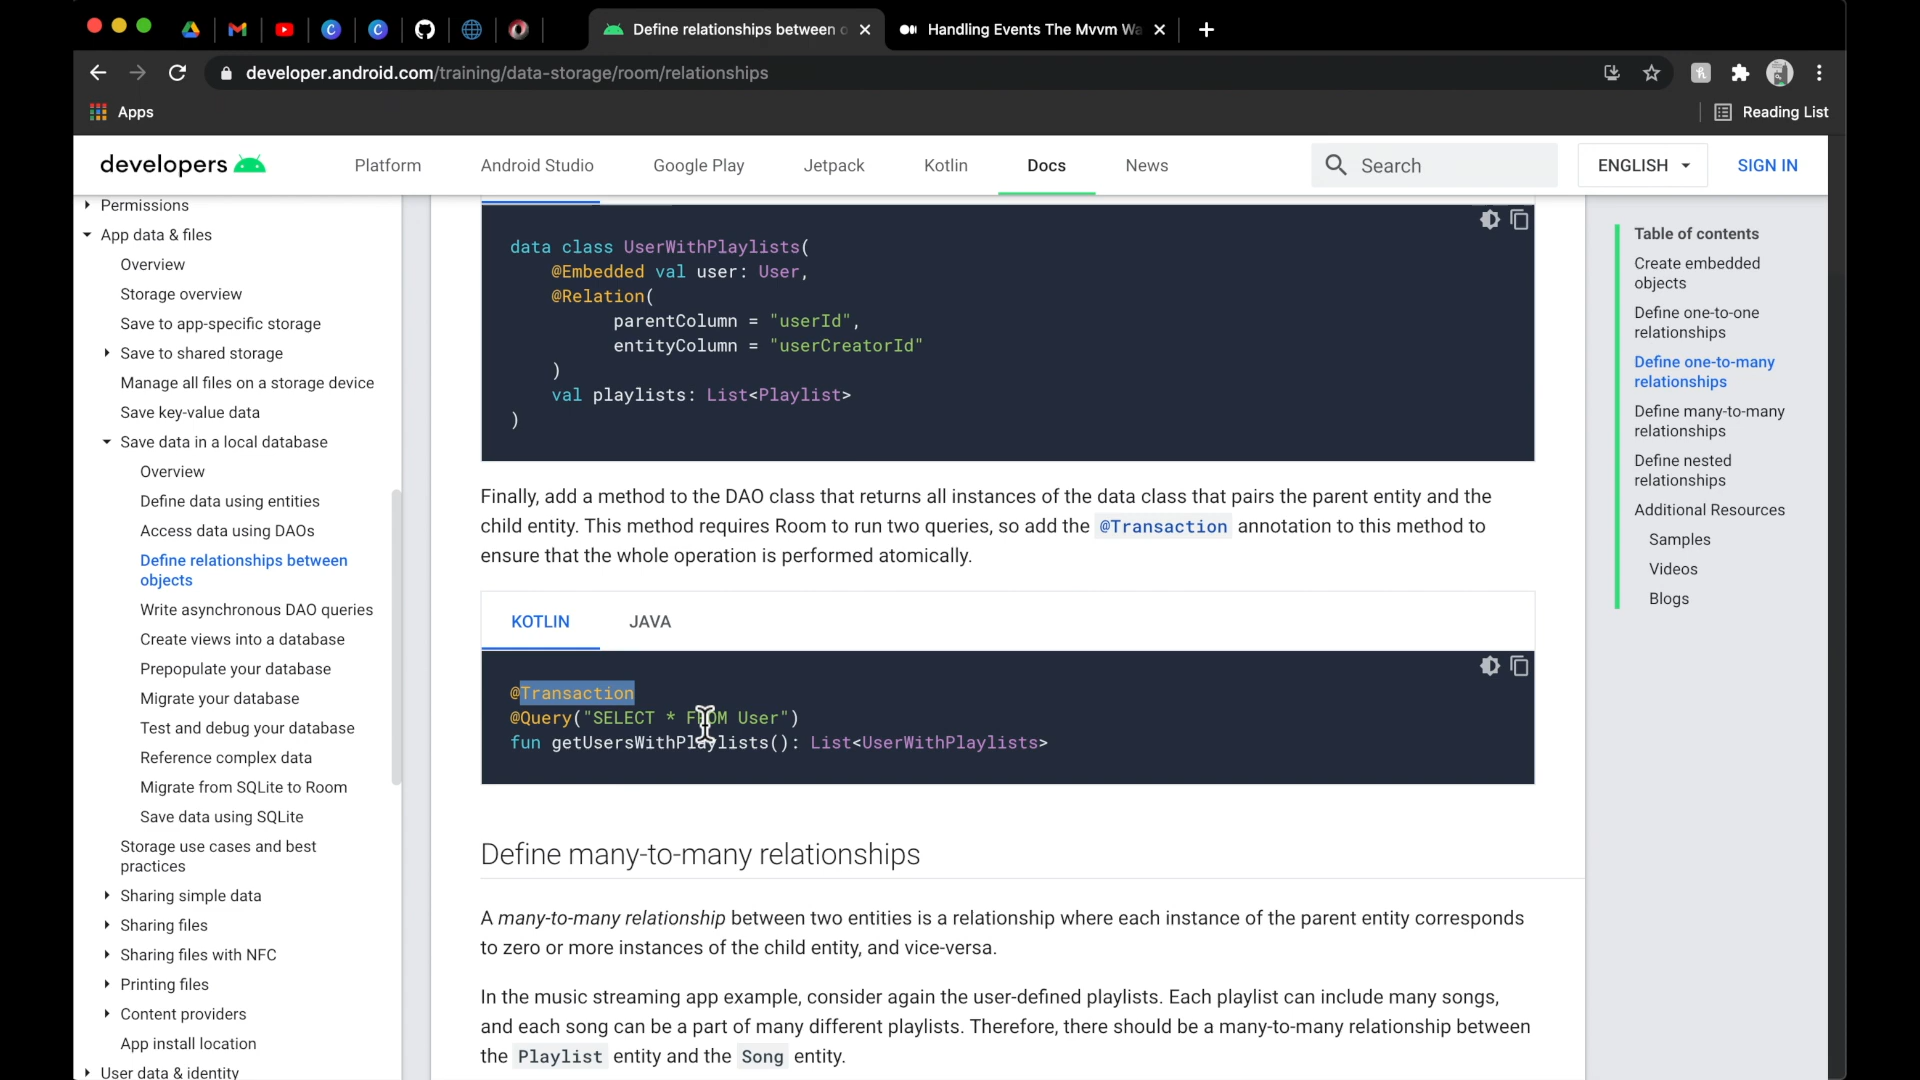 Define relationships between o
Handling Events The Mvvm Wa
developer.android.com/training/data-storage/room/relationships
Apps
Reading List
developers
Platform
Android Studio
Google Play
Jetpack
Kotlin
Docs
News
Search
ENGLISH
SIGN IN
Permissions
App data & files
Overview
Storage overview
Save to app-specific storage
Save to shared storage
Manage all files on a storage device
Save key-value data
Save data in a local database
Overview
Define data using entities
Access data using DAOs
Define relationships between
objects
Write asynchronous DAO queries
Create views into a database
Prepopulate your database
Migrate your database
Test and debug your database
Reference complex data
Migrate from SQLite to Room
Save data using SQLite
Storage use cases and best
practices
Sharing simple data
Sharing files
Sharing files with NFC
Printing files
Content providers
App install location
User data & identity
data class UserWithPlaylists(
@Embedded val user: User,
@Relation(
parentColumn = "userId",
entityColumn = "userCreatorId"
)
val playlists: List<Playlist>
)
Finally, add a method to the DAO class that returns all instances of the data class that pairs the parent entity and the
child entity. This method requires Room to run two queries, so add the @Transaction annotation to this method to
ensure that the whole operation is performed atomically.
KOTLIN
JAVA
@Transaction
@Query("SELECT * FROM User")
fun getUsersWithPlaylists(): List<UserWithPlaylists>
Define many-to-many relationships
A many-to-many relationship between two entities is a relationship where each instance of the parent entity corresponds
to zero or more instances of the child entity, and vice-versa.
In the music streaming app example, consider again the user-defined playlists. Each playlist can include many songs,
and each song can be a part of many different playlists. Therefore, there should be a many-to-many relationship between
the Playlist entity and the Song entity.
Table of contents
Create embedded
objects
Define one-to-one
relationships
Define one-to-many
relationships
Define many-to-many
relationships
Define nested
relationships
Additional Resources
Samples
Videos
Blogs